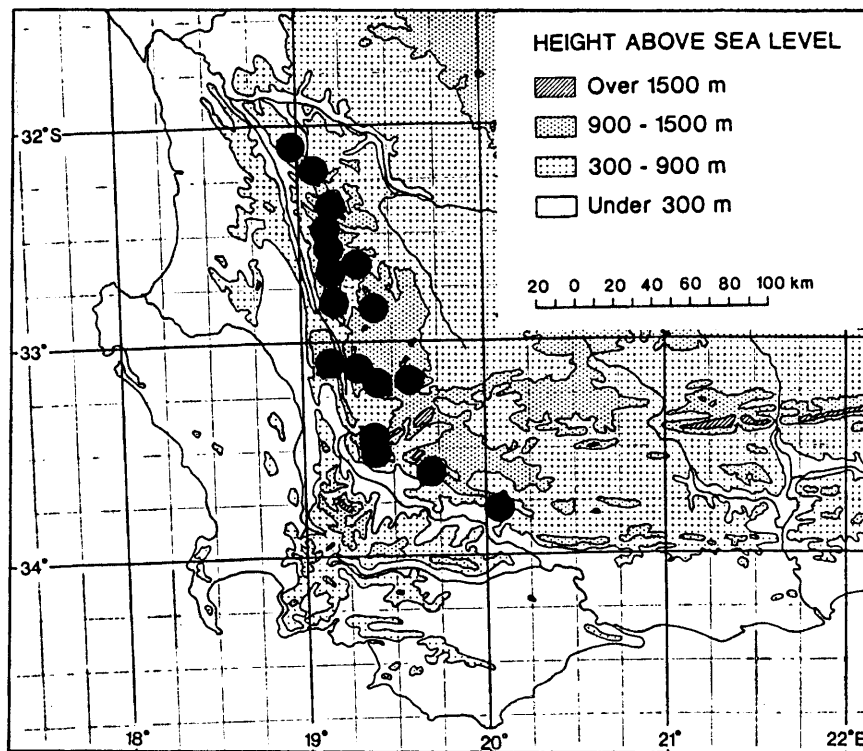 HEIGHT ABOVE SEA LEVEL
Over 1500 m
900 - 1500 m
300 - 900 m
Under 300 m
20 0 20 40 60 80 100 km
32°S
33°
34°
18° 19° 20° 21° 22°E